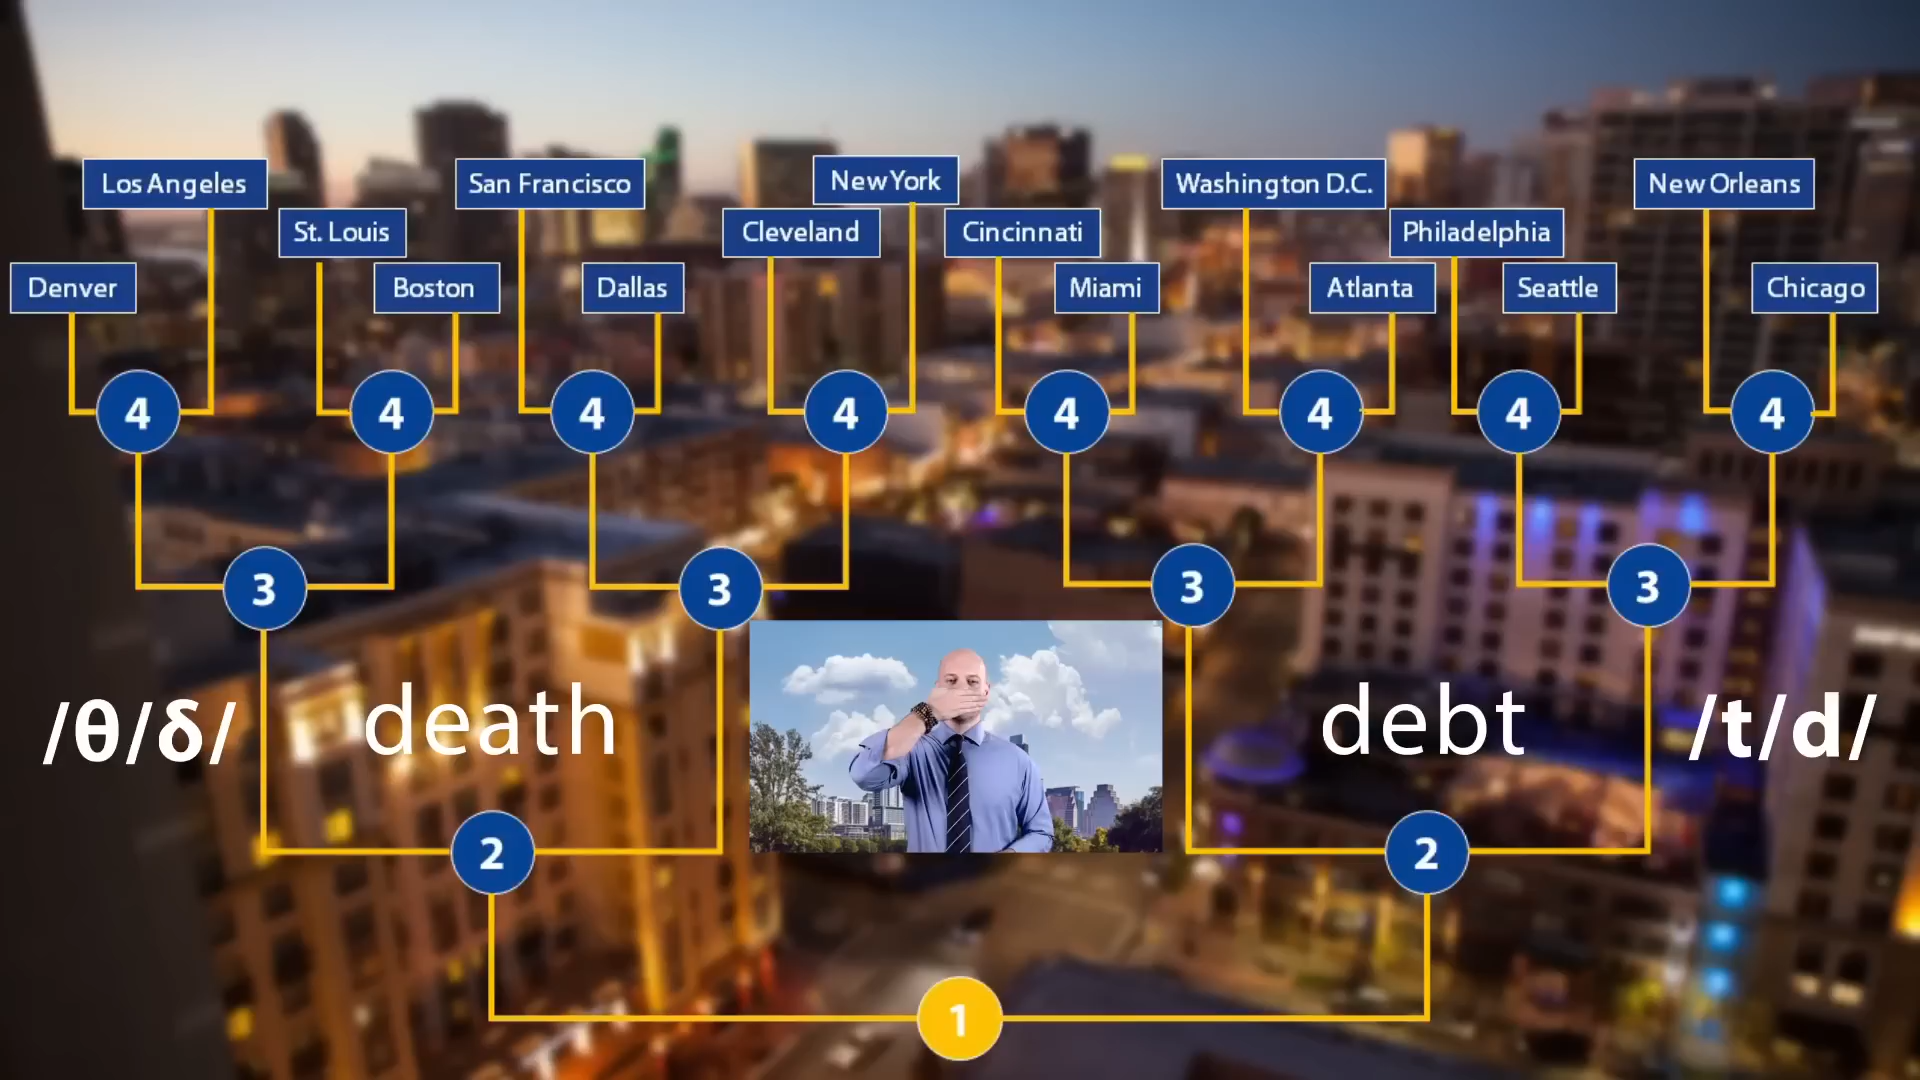 Los Angeles
San Francisco
New York
Washington D.C.
New Orleans
St. Louis
Cleveland
Cincinnati
Philadelphia
Denver
Boston
Dallas
Miami
Atlanta
Seattle
Chicago
4 4 4 4 4 4 4 4
3 3 3 3
/θ/δ/ death debt /t/d/
2 2
1